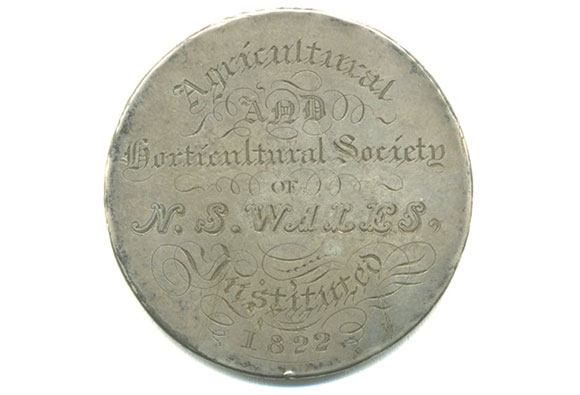 Agricultural
AND
Horticultural Society
OF
N. S. WALES,
Instituted
1822